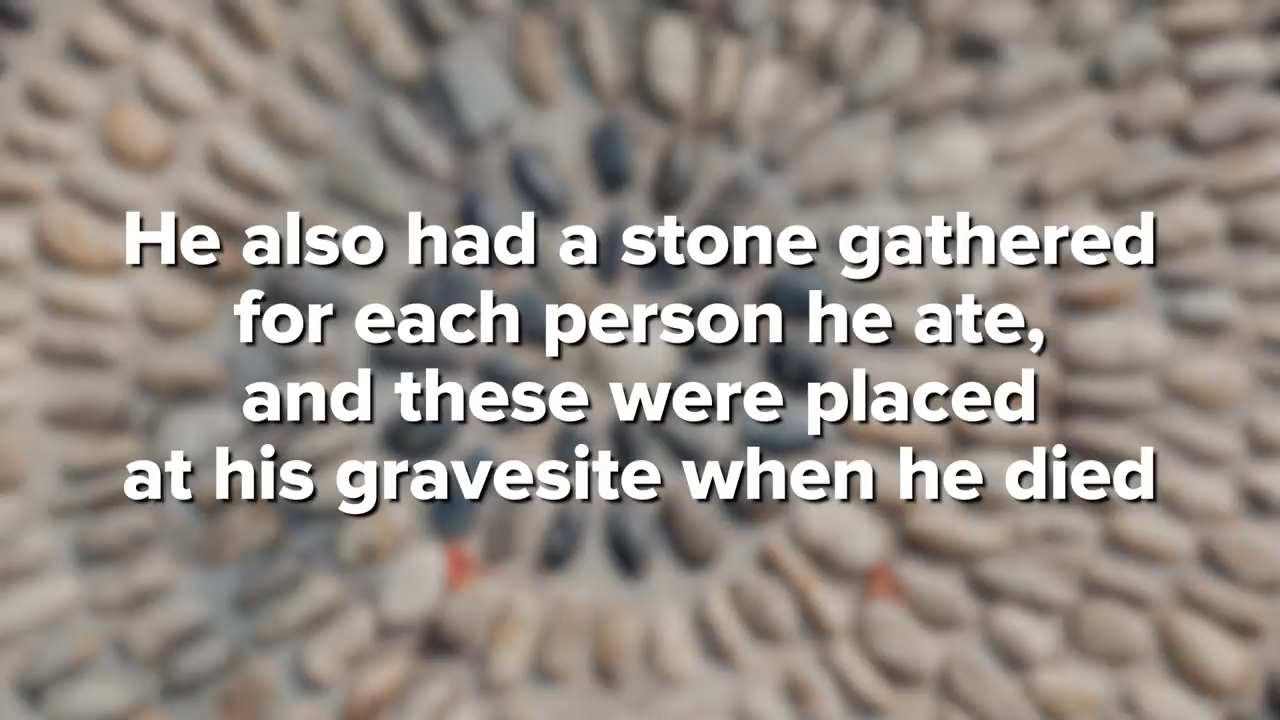 He also had a stone gathered
for each person he ate,
and these were placed
at his gravesite when he died